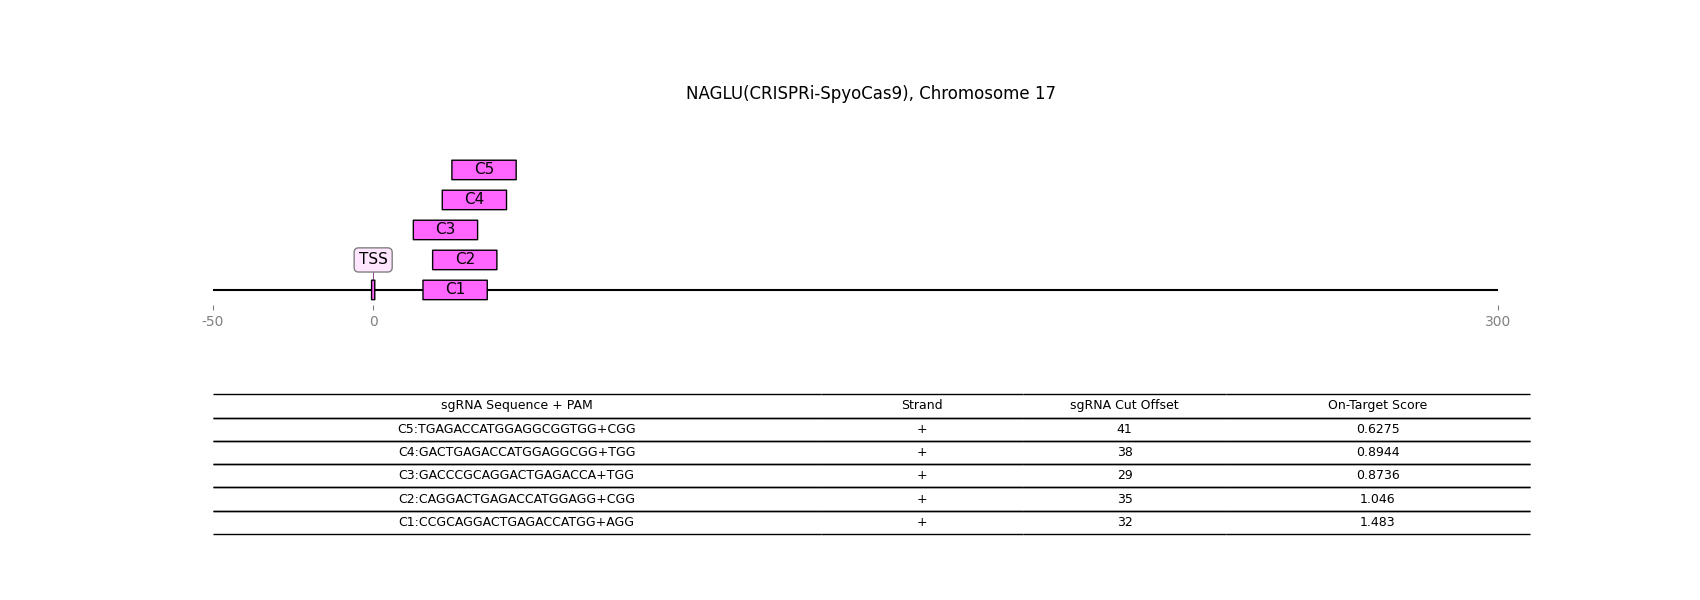 NAGLU(CRISPRi-SpyoCas9), Chromosome 17
C5
C4
C3
TSS C2
C1
-50 0 300
sgRNA Sequence + PAM Strand sgRNA Cut Offset On-Target Score
C5:TGAGACCATGGAGGCGGTGG+CGG + 41 0.6275
C4:GACTGAGACCATGGAGGCGG+TGG + 38 0.8944
C3:GACCCGCAGGACTGAGACCA+TGG + 29 0.8736
C2:CAGGACTGAGACCATGGAGG+CGG + 35 1.046
C1:CCGCAGGACTGAGACCATGG+AGG + 32 1.483